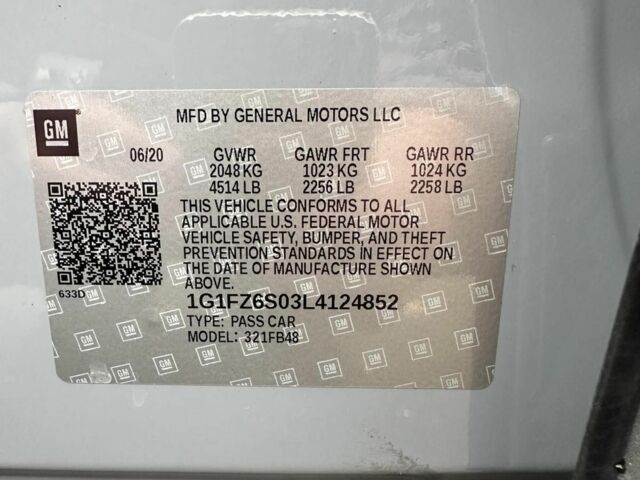 GM
MFD BY GENERAL MOTORS LLC
06/20 GVWR GAWR FRT GAWR RR
2048 KG 1023 KG 1024 KG
4514 LB 2256 LB 2258 LB
THIS VEHICLE CONFORMS TO ALL
APPLICABLE U.S. FEDERAL MOTOR
VEHICLE SAFETY, BUMPER, AND THEFT
PREVENTION STANDARDS IN EFFECT ON
THE DATE OF MANUFACTURE SHOWN
ABOVE.
633D
1G1FZ6S03L4124852
TYPE: PASS CAR
MODEL: 321FB48